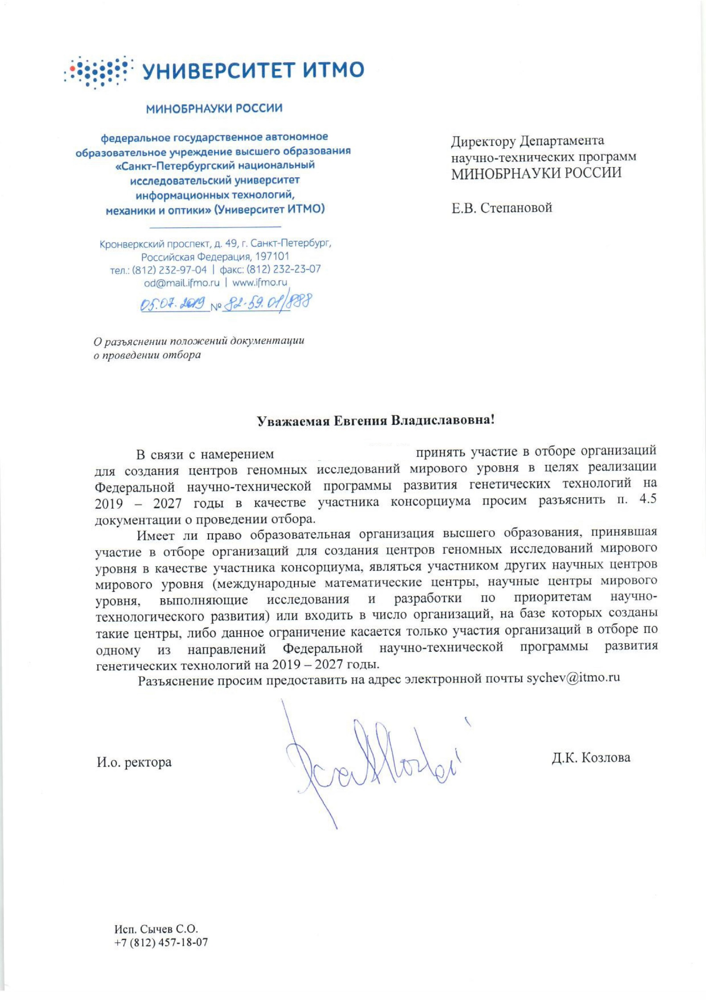 УНИВЕРСИТЕТ ИТМО
МИНОБРНАУКИ РОССИИ
федеральное государственное автономное
образовательное учреждение высшего образования
«Санкт-Петербургский национальный
исследовательский университет
информационных технологий,
механики и оптики» (Университет ИТМО)
Кронверкский проспект, д. 49, г. Санкт-Петербург,
Российская Федерация, 197101
тел.: (812) 232-97-04 | факс: (812) 232-23-07
od@mail.ifmo.ru | www.ifmo.ru
05.07.2019 № 82-59.01/888
Директору Департамента
научно-технических программ
МИНОБРНАУКИ РОССИИ
Е.В. Степановой
О разъяснении положений документации
о проведении отбора
Уважаемая Евгения Владиславовна!
В связи с намерением принять участие в отборе организаций
для создания центров геномных исследований мирового уровня в целях реализации
Федеральной научно-технической программы развития генетических технологий на
2019 – 2027 годы в качестве участника консорциума просим разъяснить п. 4.5
документации о проведении отбора.
Имеет ли право образовательная организация высшего образования, принявшая
участие в отборе организаций для создания центров геномных исследований мирового
уровня в качестве участника консорциума, являться участником других научных центров
мирового уровня (международные математические центры, научные центры мирового
уровня, выполняющие исследования и разработки по приоритетам научно-
технологического развития) или входить в число организаций, на базе которых созданы
такие центры, либо данное ограничение касается только участия организаций в отборе по
одному из направлений Федеральной научно-технической программы развития
генетических технологий на 2019 – 2027 годы.
Разъяснение просим предоставить на адрес электронной почты sychev@itmo.ru
И.о. ректора
Д.К. Козлова
Исп. Сычев С.О.
+7 (812) 457-18-07